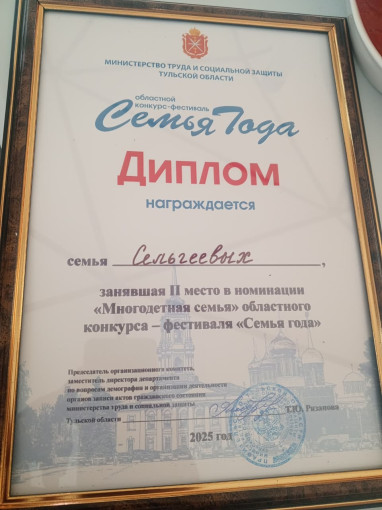 МИНИСТЕРСТВО ТРУДА И СОЦИАЛЬНОЙ ЗАЩИТЫ
ТУЛЬСКОЙ ОБЛАСТИ
областной
конкурс-фестиваль
Семья Года
Диплом
награждается
семья Сельгеевых,
занявшая II место в номинации
«Многодетная семья» областного
конкурса – фестиваля «Семья года»
Председатель организационного комитета,
заместитель директора департамента
по вопросам демографии и организации деятельности
органов записи актов гражданского состояния
министерства труда и социальной защиты
Тульской области Т.Ю. Рязанова
2025 год